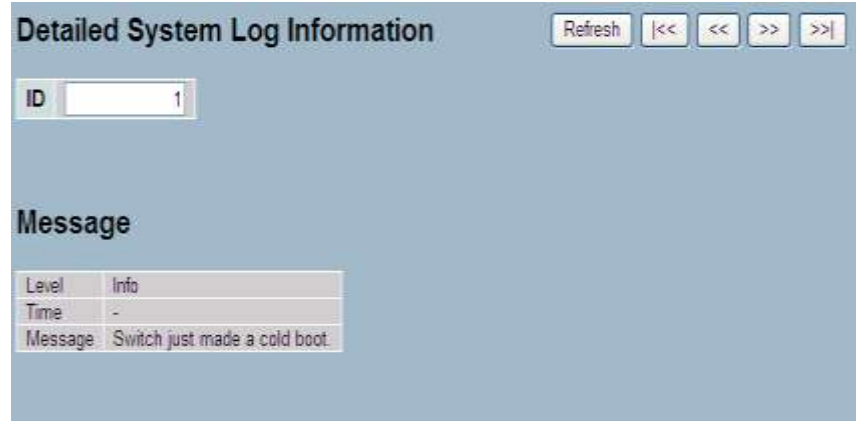 Detailed System Log Information
Refresh |<< << >> >>|
ID 1
Message
Level Info
Time -
Message Switch just made a cold boot.